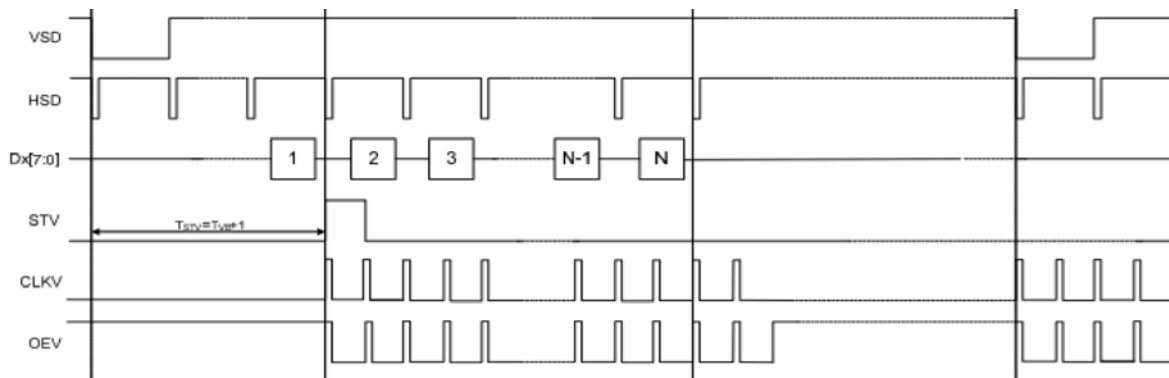 VSD
HSD
Dx[7:0]
1
2
3
N-1
N
STV
TSTV=TVB+1
CLKV
OEV